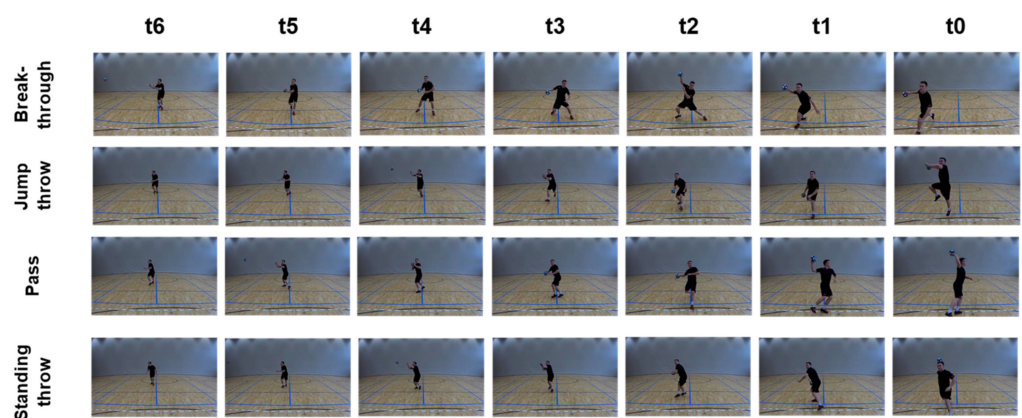 t6 t5 t4 t3 t2 t1 t0
Break-
through
Jump
throw
Pass
Standing
throw